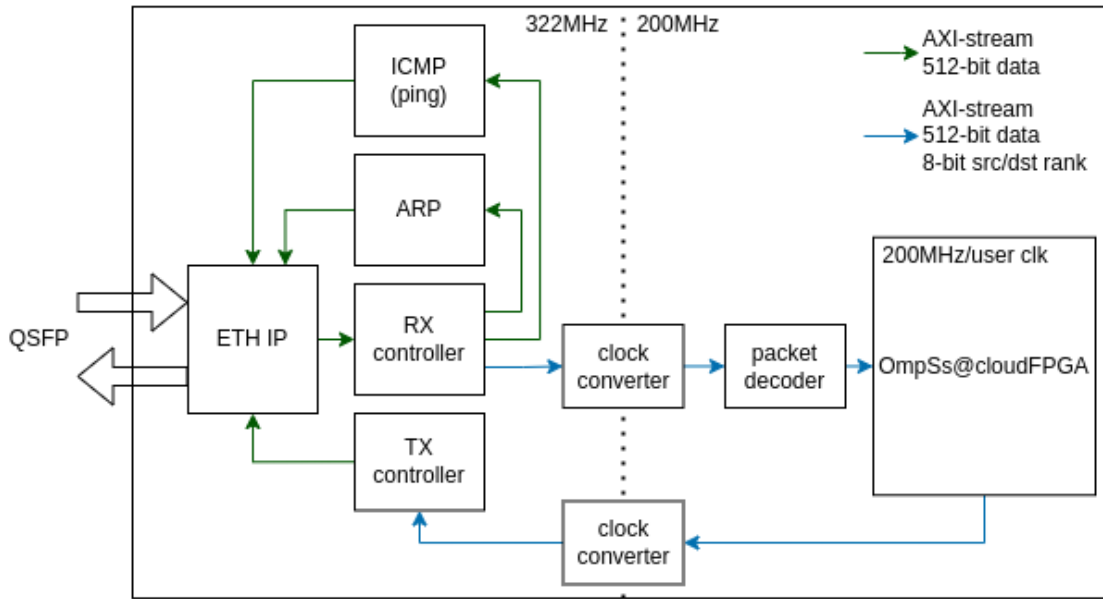 322MHz
200MHz
AXI-stream
512-bit data
AXI-stream
512-bit data
8-bit src/dst rank
ICMP
(ping)
ARP
200MHz/user clk
QSFP
ETH IP
RX
controller
clock
converter
packet
decoder
OmpSs@cloudFPGA
TX
controller
clock
converter